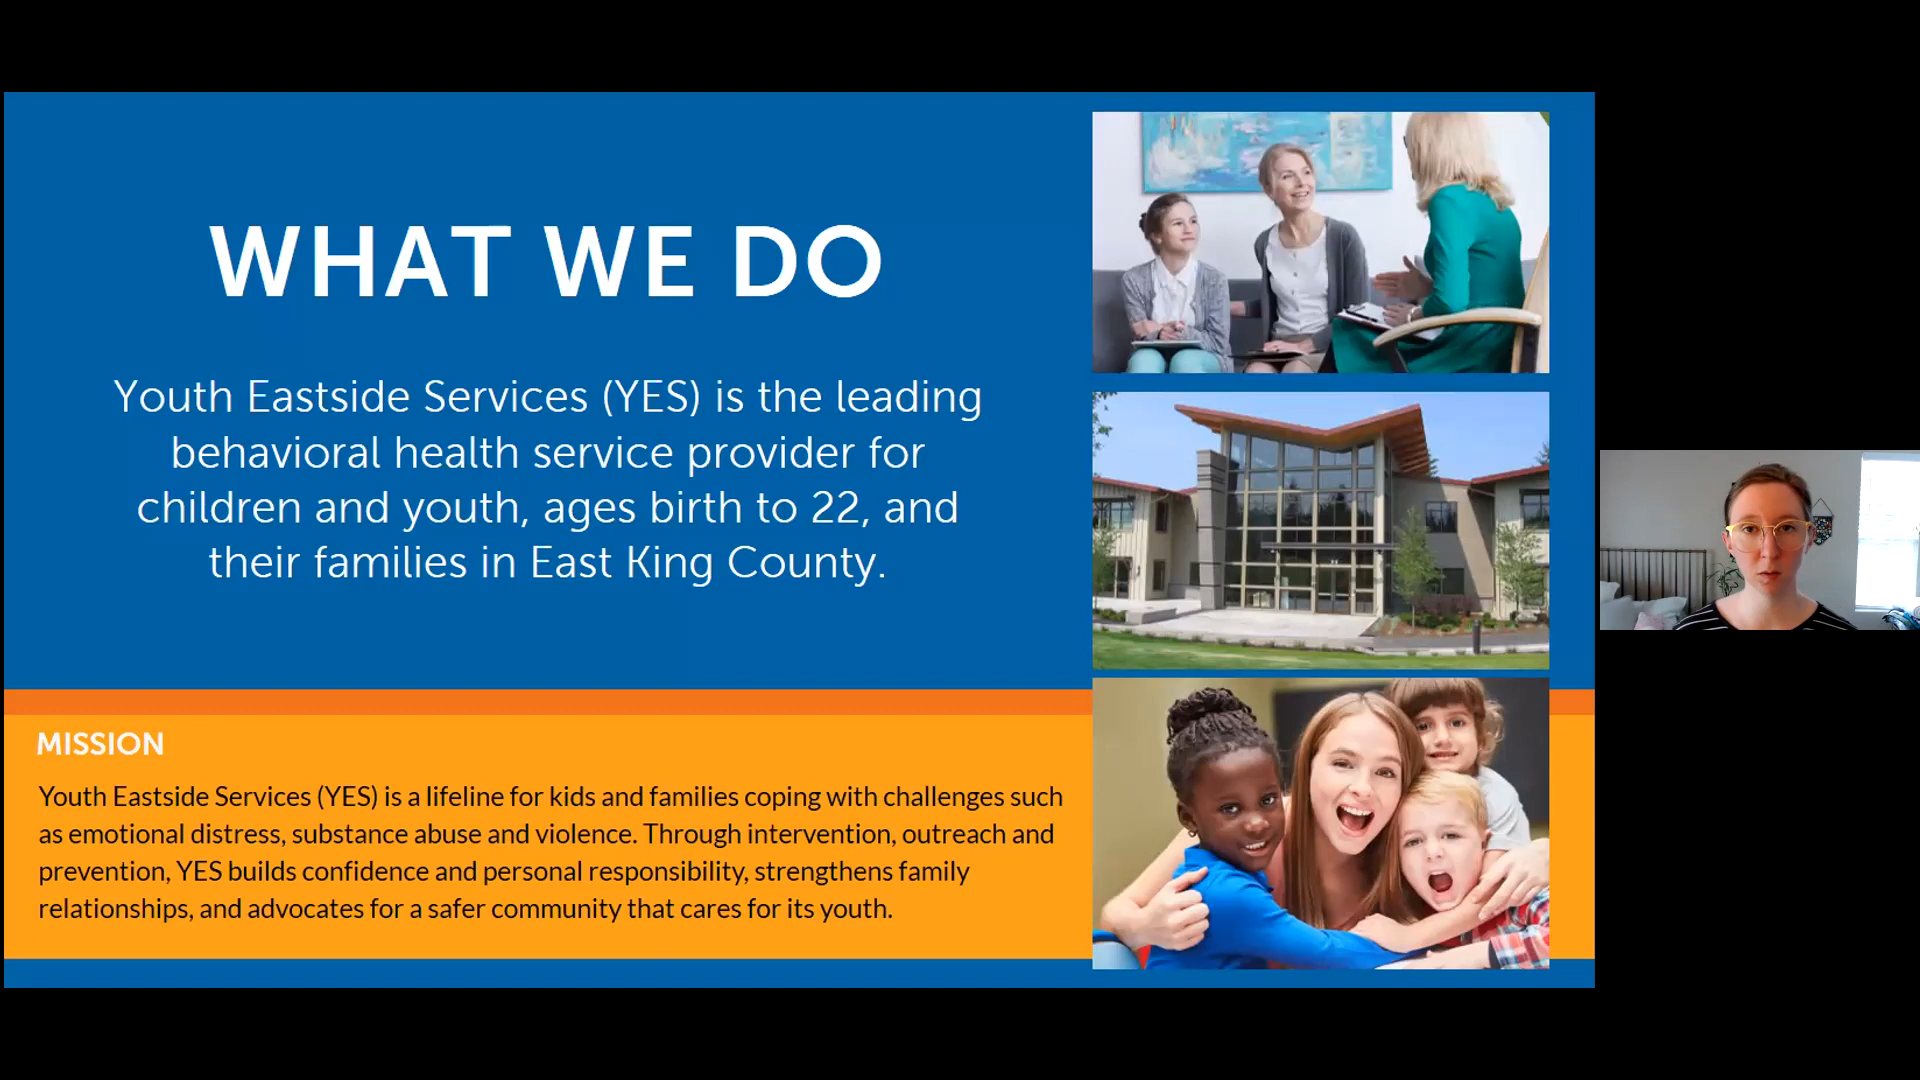 WHAT WE DO
Youth Eastside Services (YES) is the leading
behavioral health service provider for
children and youth, ages birth to 22, and
their families in East King County.
MISSION
Youth Eastside Services (YES) is a lifeline for kids and families coping with challenges such
as emotional distress, substance abuse and violence. Through intervention, outreach and
prevention, YES builds confidence and personal responsibility, strengthens family
relationships, and advocates for a safer community that cares for its youth.